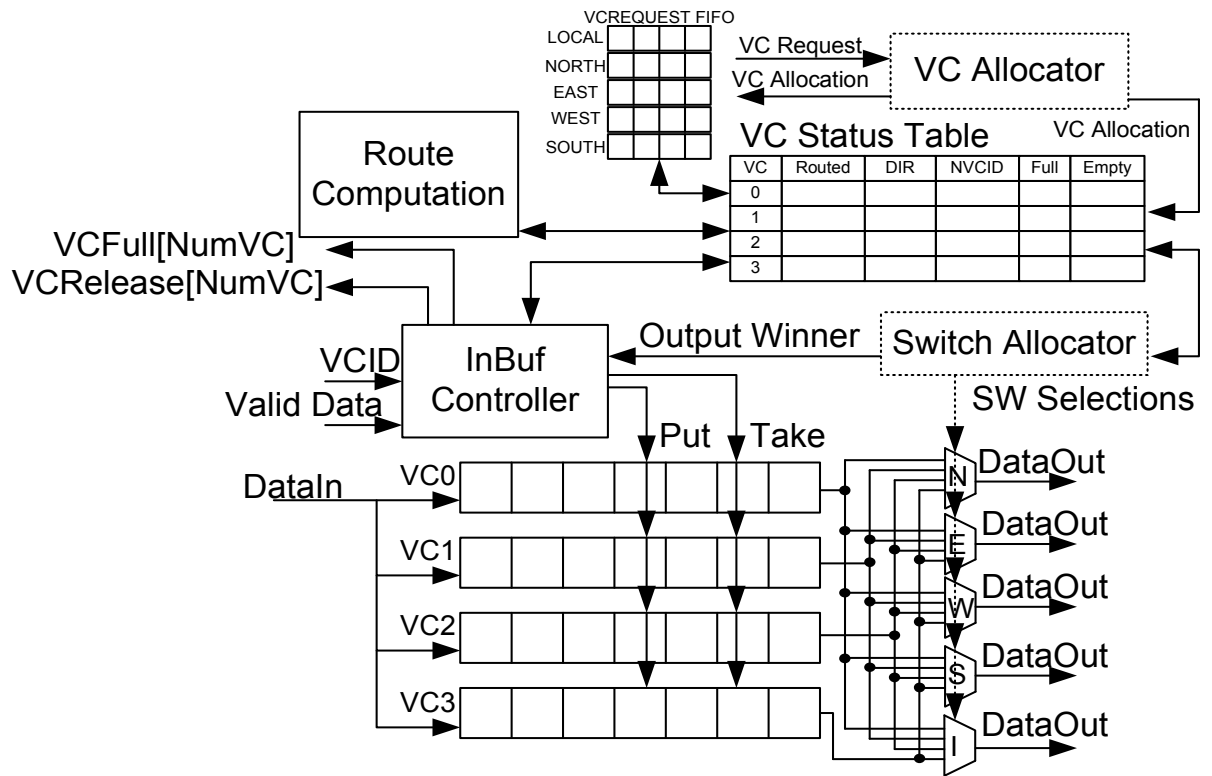 VCREQUEST FIFO
LOCAL
NORTH
EAST
WEST
SOUTH
VC Request
VC Allocation
VC Allocator
VC Allocation
VC Status Table
VC Routed DIR NVCID Full Empty
0
1
2
3
Route
Computation
VCFull[NumVC]
VCRelease[NumVC]
Output Winner
Switch Allocator
VCID
Valid Data
InBuf
Controller
SW Selections
Put
Take
DataIn
VC0
VC1
VC2
VC3
N
DataOut
E
DataOut
W
DataOut
S
DataOut
I
DataOut